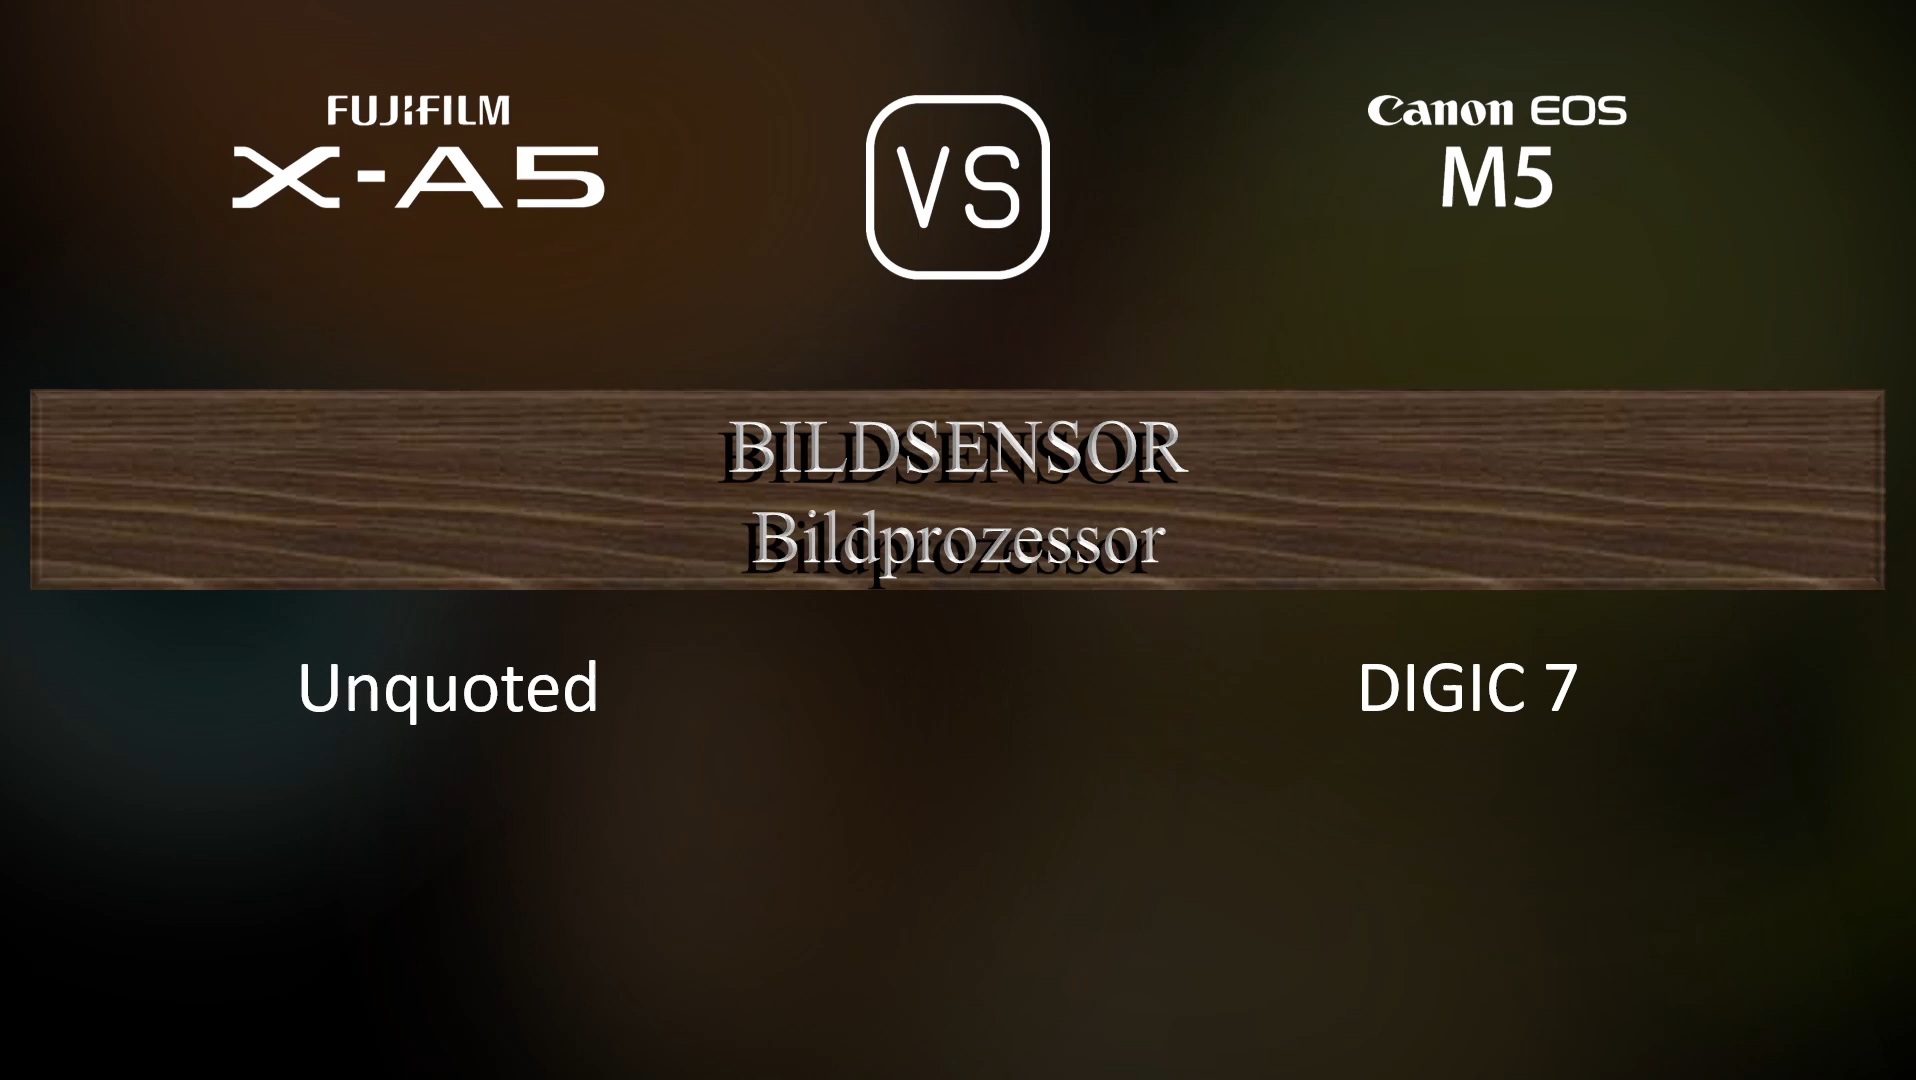 FUJIFILM
X-A5
VS
Canon EOS
M5
BILDSENSOR
Bildprozessor
Unquoted
DIGIC 7